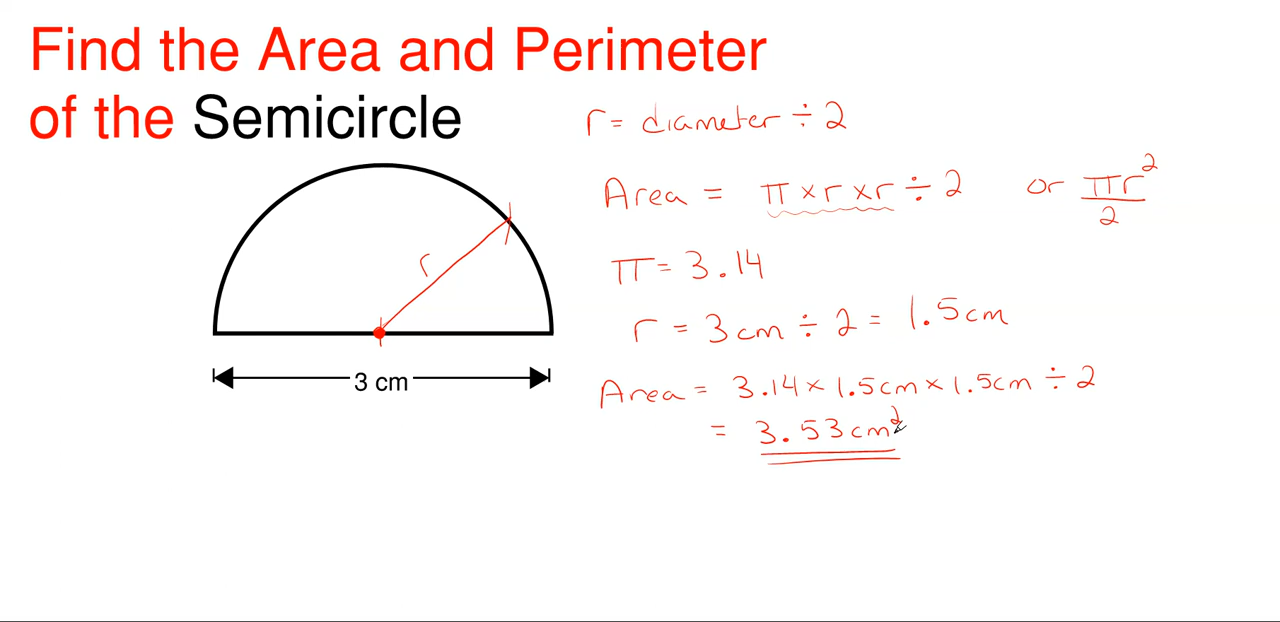 Find the Area and Perimeter
of the Semicircle
r = diameter ÷ 2
Area = π × r × r ÷ 2 or πr²/2
π = 3.14
r = 3cm ÷ 2 = 1.5cm
Area = 3.14 × 1.5cm × 1.5cm ÷ 2
= 3.53cm²
r
3 cm